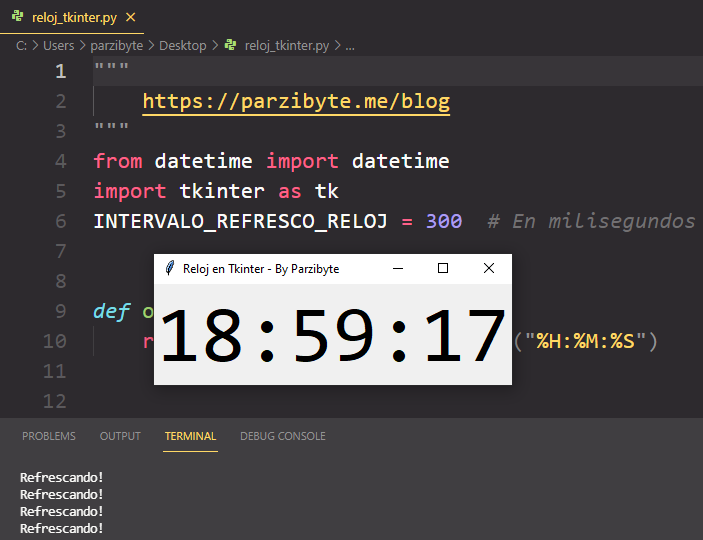 reloj_tkinter.py
C: > Users > parzibyte > Desktop > reloj_tkinter.py > ...
1 """
2 https://parzibyte.me/blog
3 """
4 from datetime import datetime
5 import tkinter as tk
6 INTERVALO_REFRESCO_RELOJ = 300 # En milisegundos
7
8
Reloj en Tkinter - By Parzibyte
18:59:17
9 def o
10 r ("%H:%M:%S")
11
12
PROBLEMS OUTPUT TERMINAL DEBUG CONSOLE
Refrescando!
Refrescando!
Refrescando!
Refrescando!